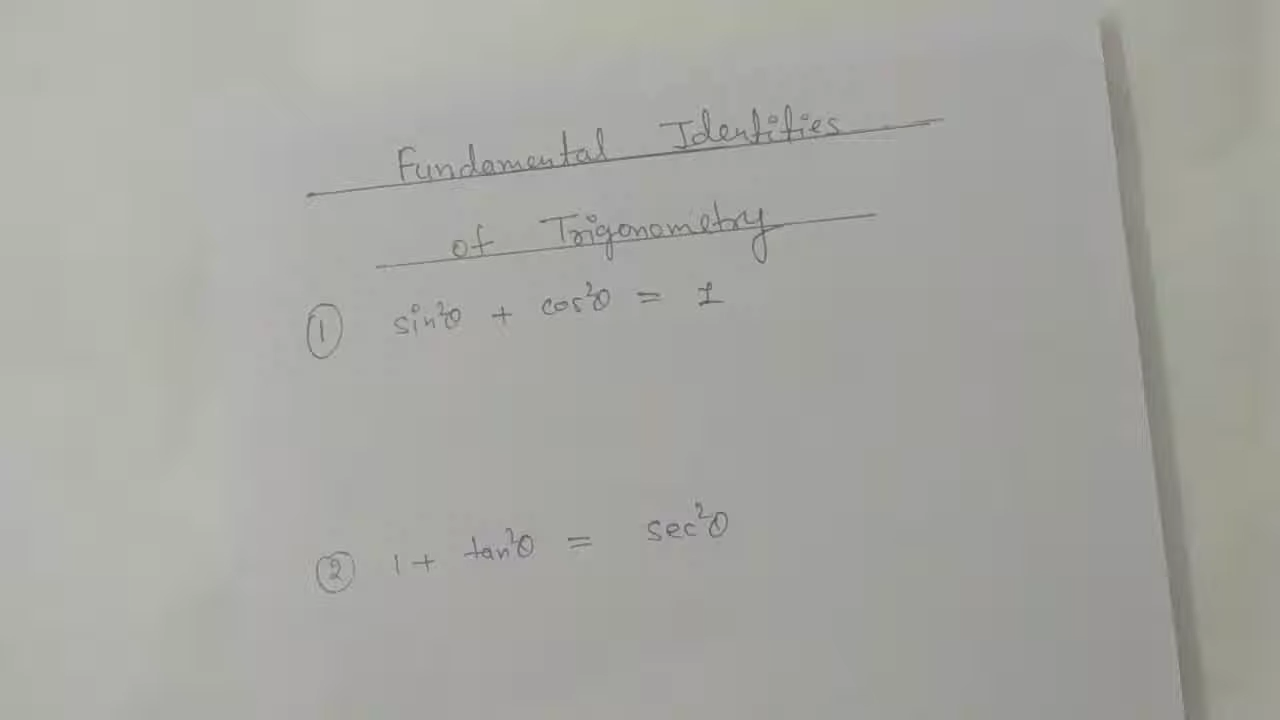 Fundamental Identities
of Trigonometry
① sin²θ + cos²θ = 1
② 1 + tan²θ = sec²θ